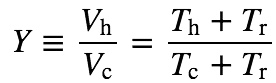 Y ≡ V_h / V_c = (T_h + T_r) / (T_c + T_r)